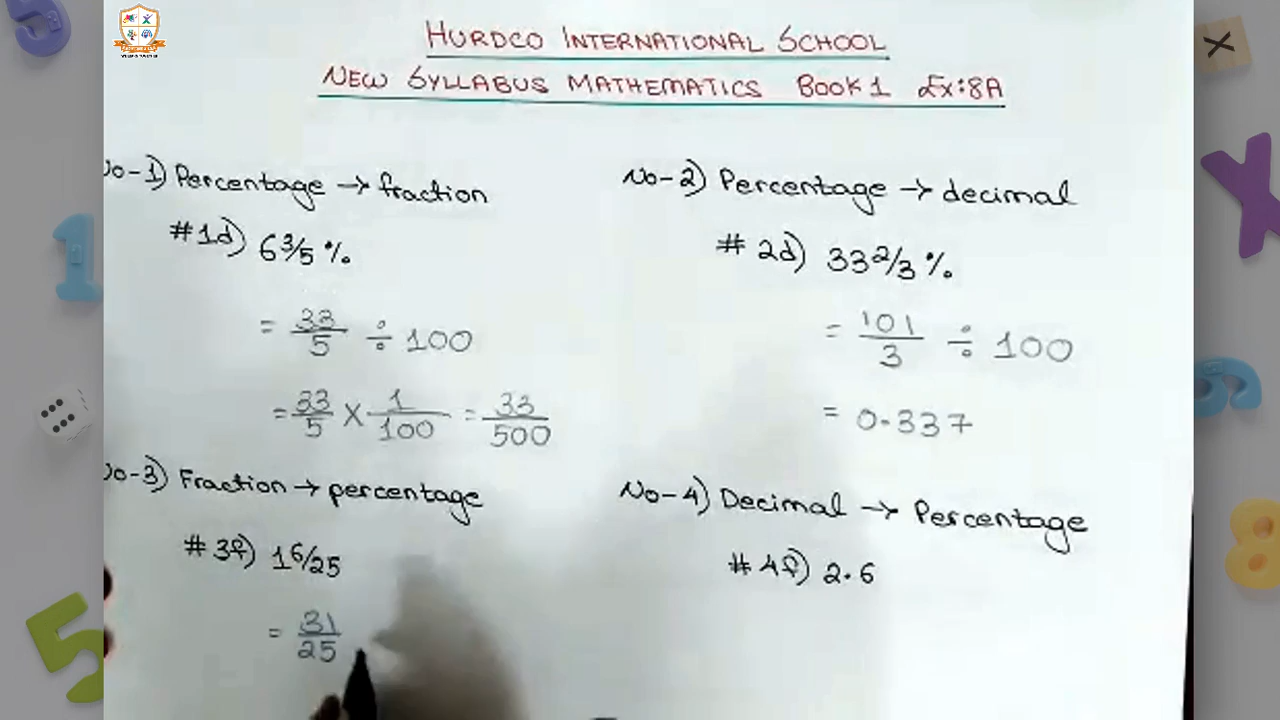 HURDCO INTERNATIONAL SCHOOL
NEW SYLLABUS MATHEMATICS BOOK 1 Ex:8A
No-1) Percentage → fraction
#1d) 6 3/5 %
= 33/5 ÷ 100
= 33/5 × 1/100 = 33/500
No-2) Percentage → decimal
# 2d) 33 2/3 %
= 101/3 ÷ 100
= 0.337
No-3) Fraction → percentage
#3f) 1 6/25
= 31/25
No-4) Decimal → Percentage
#4f) 2.6